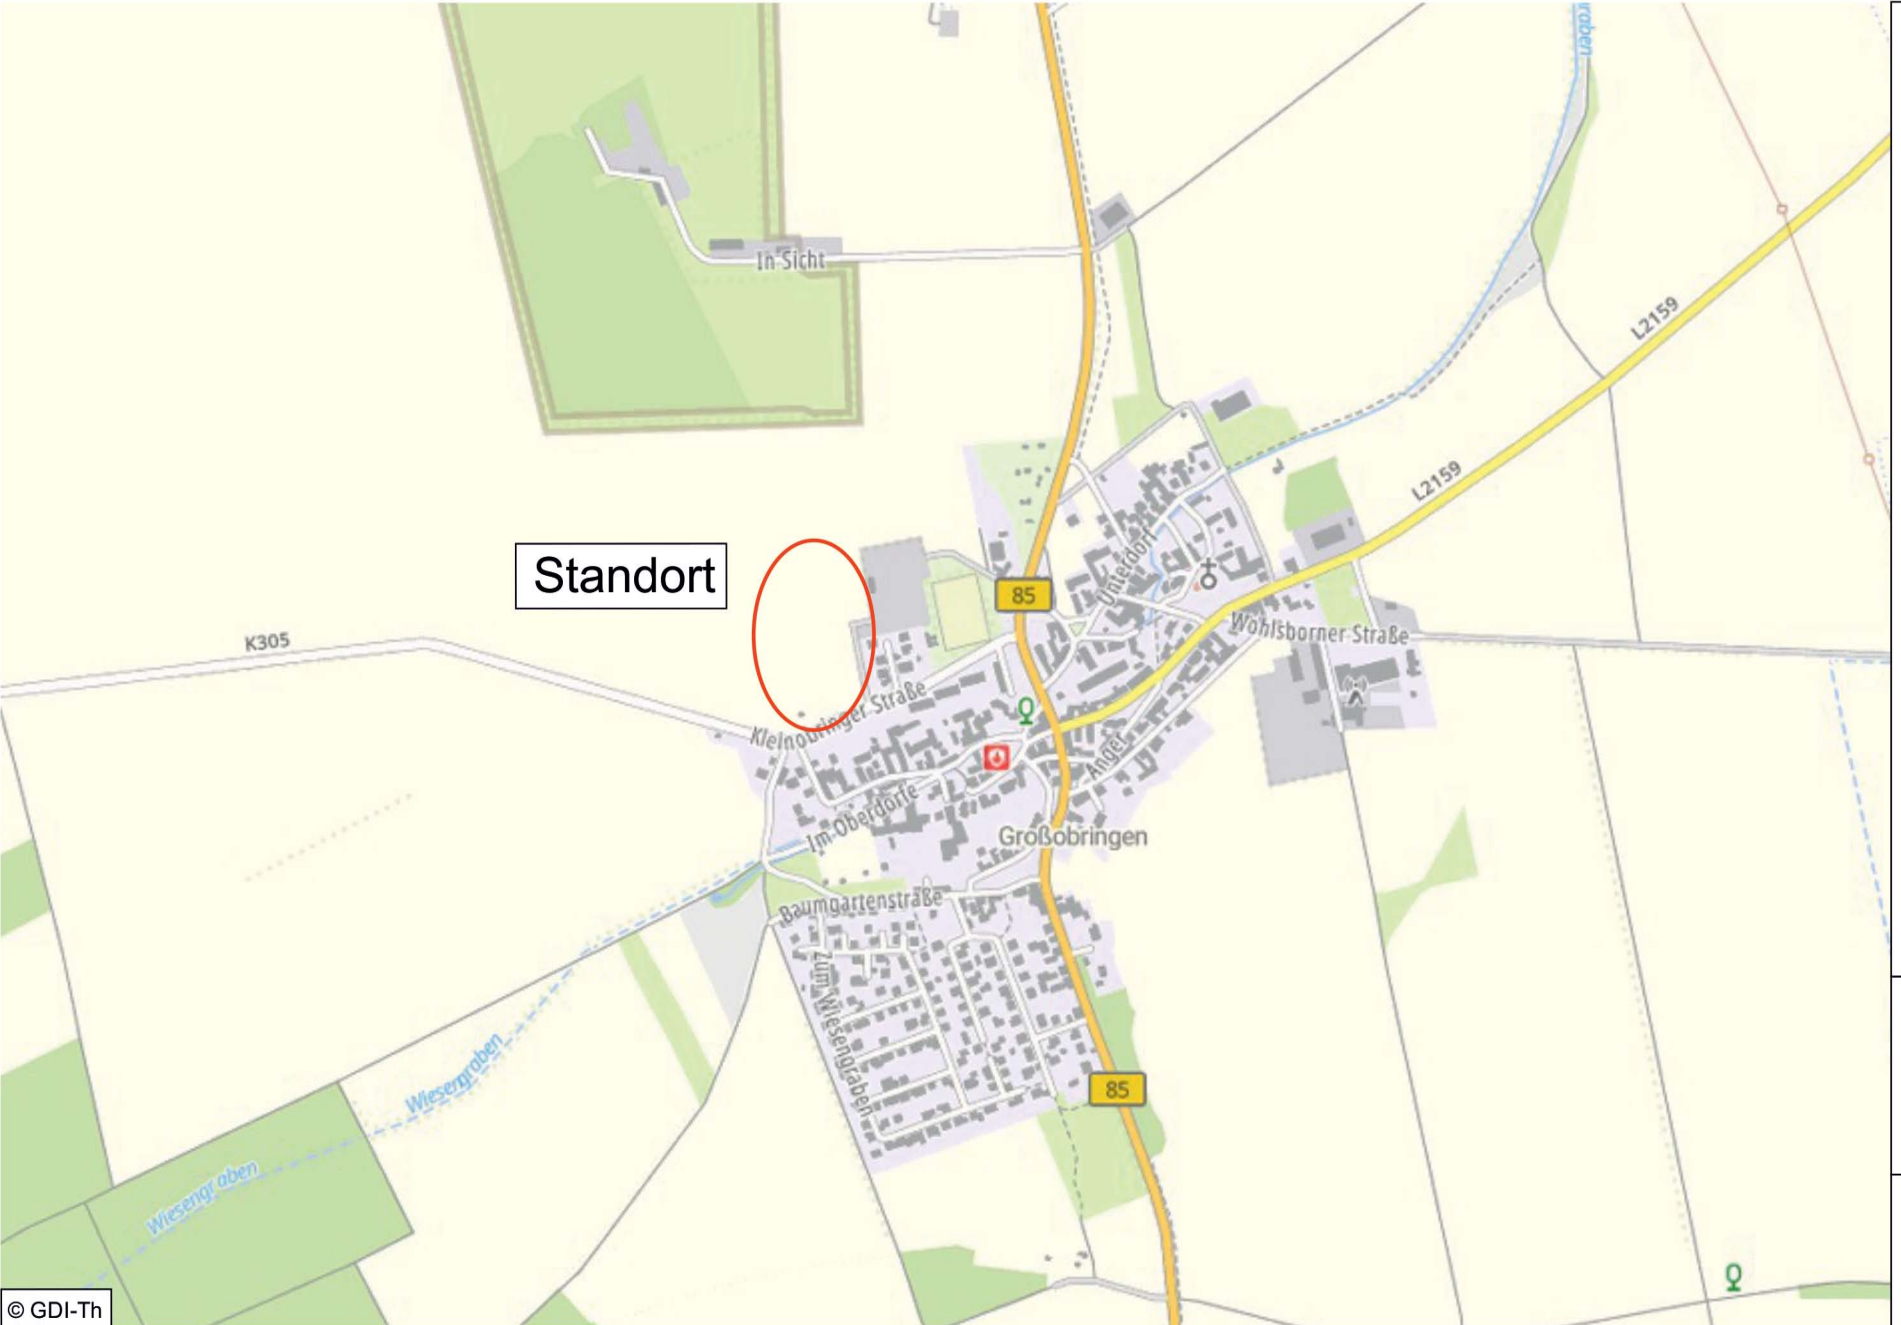 raben
In Sicht
L2159
L2159
Standort
85
Unterdorf
Wohlsborner Straße
K305
Kleinobringer Straße
Anger
Im Oberdorfe
Großobringen
Baumgartenstraße
Zum Wiesengraben
Wiesengraben
85
Wiesengraben
© GDI-Th